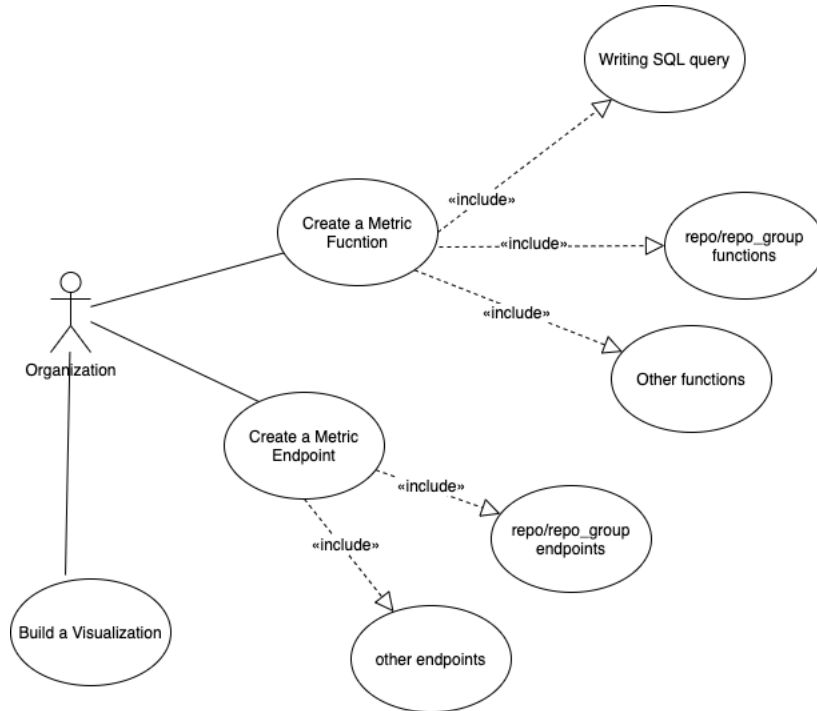 Writing SQL query
Create a Metric
Fucntion
«include»
«include»
repo/repo_group
functions
«include»
Other functions
Organization
Create a Metric
Endpoint
«include»
repo/repo_group
endpoints
«include»
Build a Visualization
other endpoints